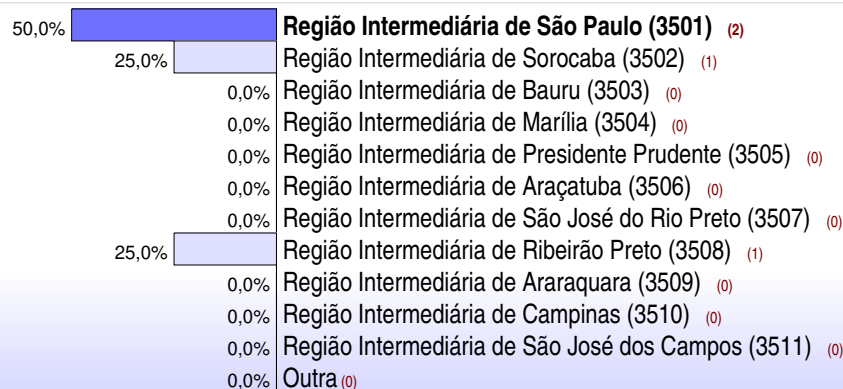 50,0% Região Intermediária de São Paulo (3501) (2)
25,0% Região Intermediária de Sorocaba (3502) (1)
0,0% Região Intermediária de Bauru (3503) (0)
0,0% Região Intermediária de Marília (3504) (0)
0,0% Região Intermediária de Presidente Prudente (3505) (0)
0,0% Região Intermediária de Araçatuba (3506) (0)
0,0% Região Intermediária de São José do Rio Preto (3507) (0)
25,0% Região Intermediária de Ribeirão Preto (3508) (1)
0,0% Região Intermediária de Araraquara (3509) (0)
0,0% Região Intermediária de Campinas (3510) (0)
0,0% Região Intermediária de São José dos Campos (3511) (0)
0,0% Outra (0)